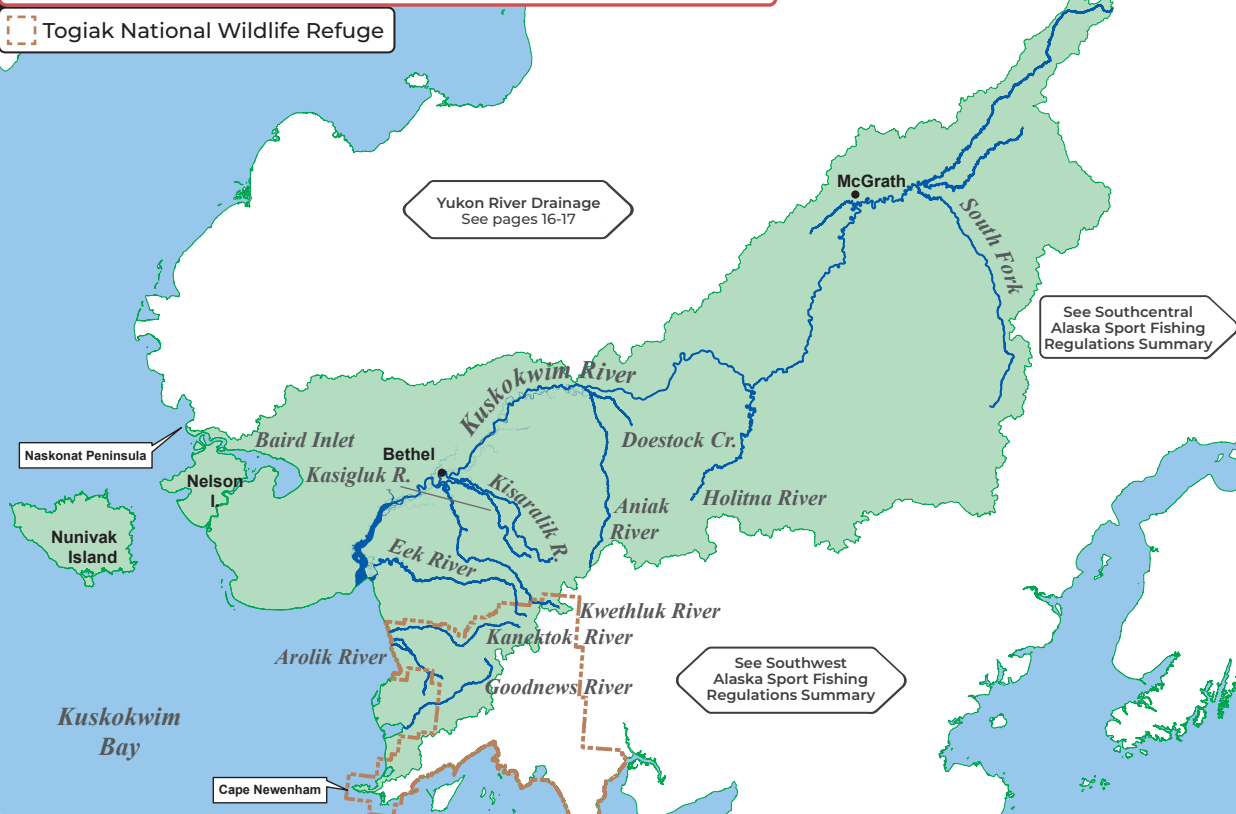 Togiak National Wildlife Refuge
Yukon River Drainage
See pages 16-17
McGrath
South Fork
See Southcentral
Alaska Sport Fishing
Regulations Summary
Kuskokwim River
Naskonat Peninsula
Baird Inlet
Bethel
Doestock Cr.
Nelson
I.
Kasigluk R.
Kisaralik R.
Holitna River
Aniak
River
Nunivak
Island
Eek River
Kwethluk River
Kanektok River
Arolik River
See Southwest
Alaska Sport Fishing
Regulations Summary
Goodnews River
Kuskokwim
Bay
Cape Newenham